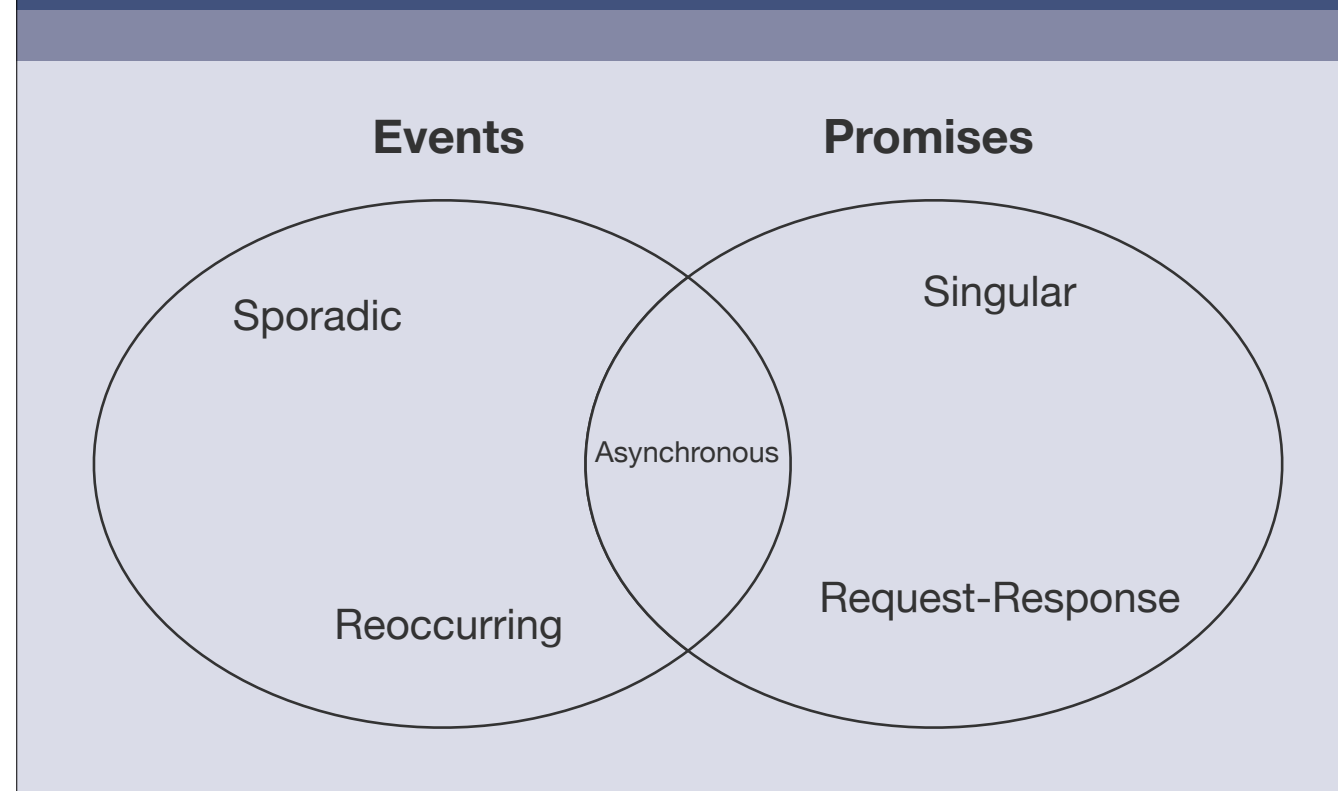 Events
Promises
Sporadic
Singular
Asynchronous
Reoccurring
Request-Response